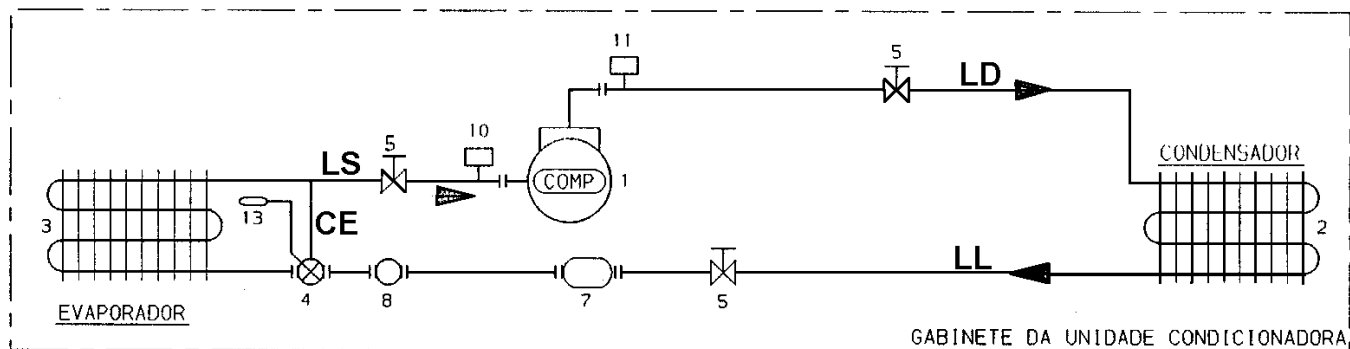 11
5
LD
10
5
LS
CONDENSADOR
COMP
1
13
CE
3
2
LL
4
8
7
5
EVAPORADOR
GABINETE DA UNIDADE CONDICIONADORA